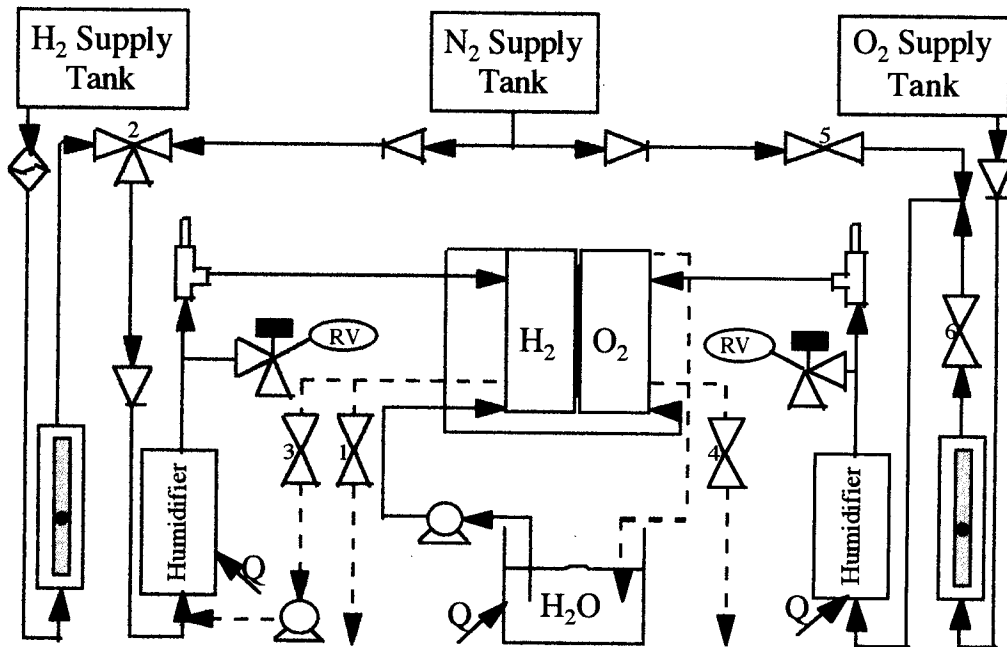 H₂ Supply
Tank
N₂ Supply
Tank
O₂ Supply
Tank
2
5
RV
H₂
O₂
RV
6
3
1
4
Humidifier
Q
Q
H₂O
Humidifier
Q